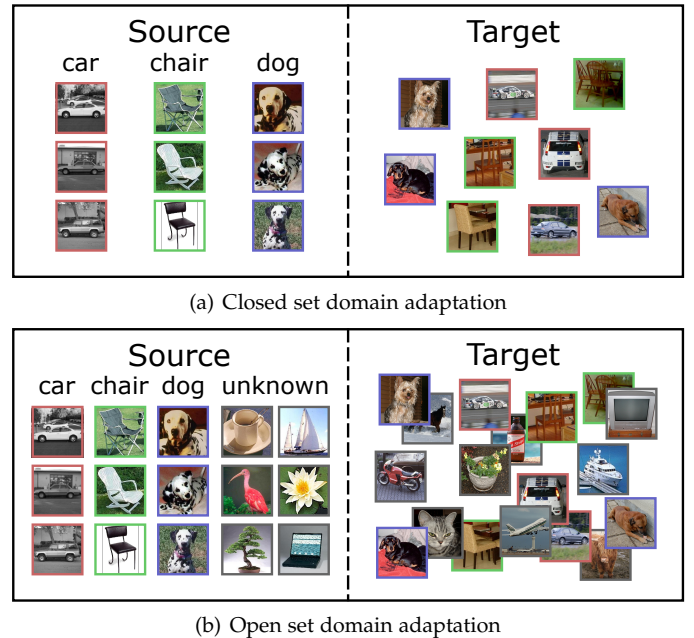 Source
Target
car chair dog
(a) Closed set domain adaptation
Source
Target
car chair dog unknown
(b) Open set domain adaptation